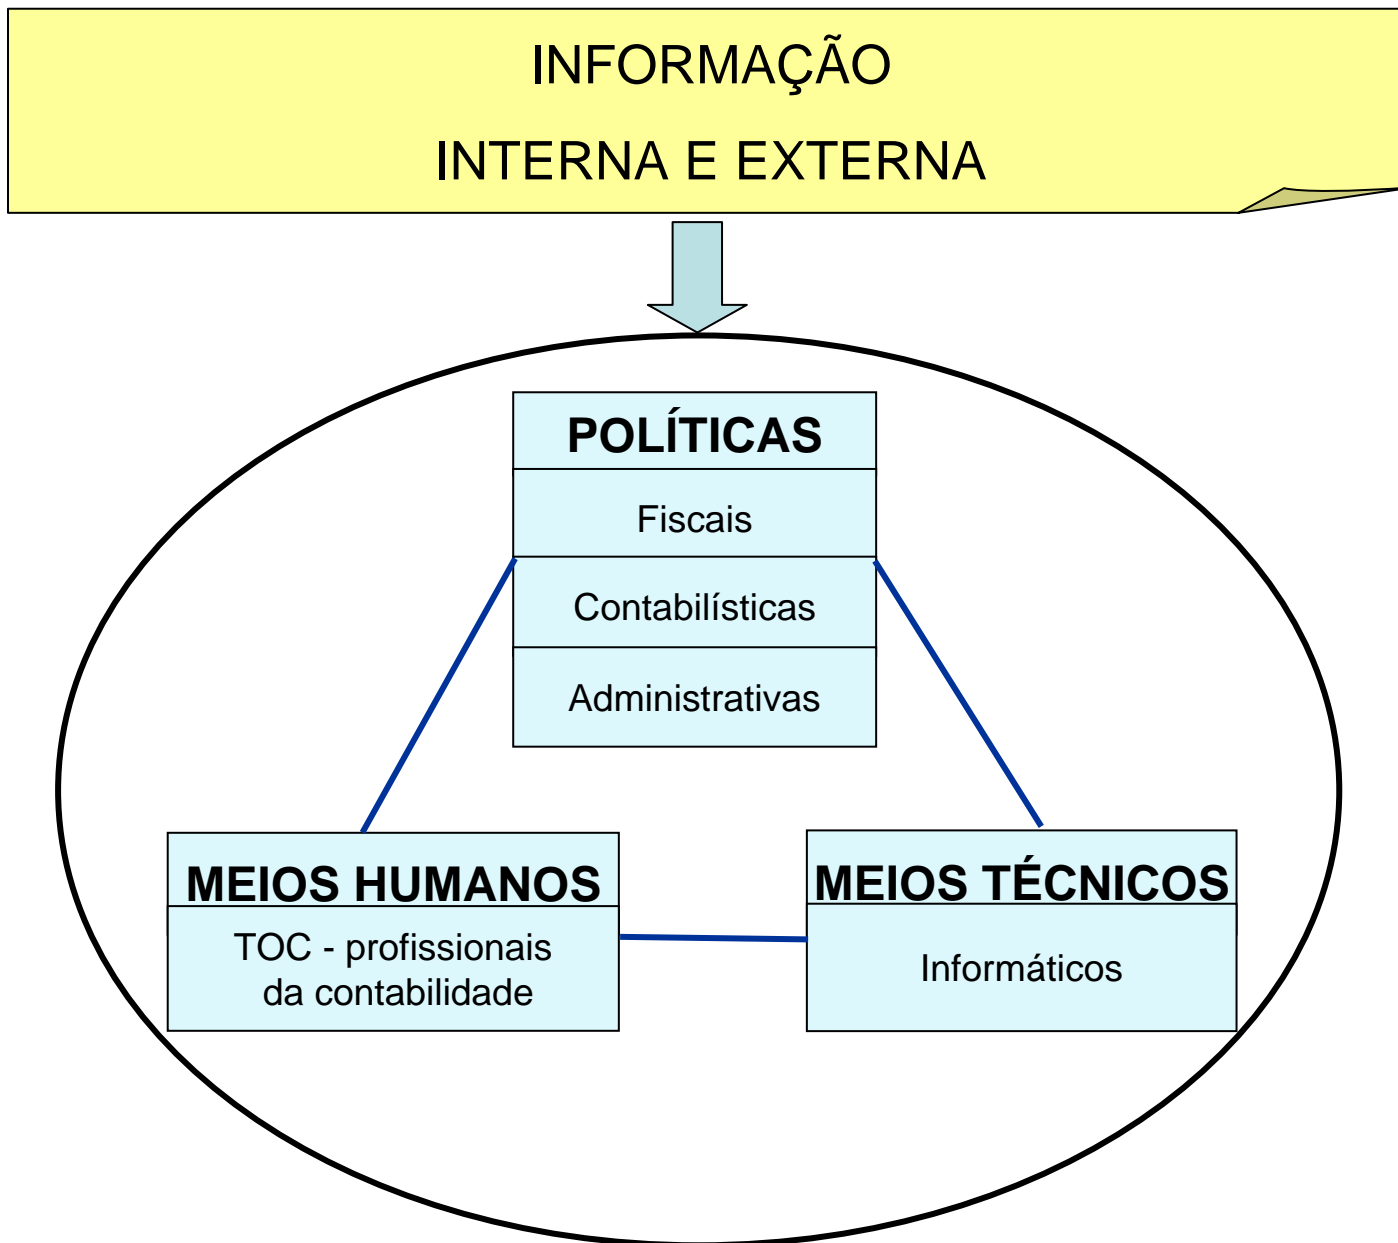 INFORMAÇÃO
INTERNA E EXTERNA
POLÍTICAS
Fiscais
Contabilísticas
Administrativas
MEIOS HUMANOS
TOC - profissionais
da contabilidade
MEIOS TÉCNICOS
Informáticos